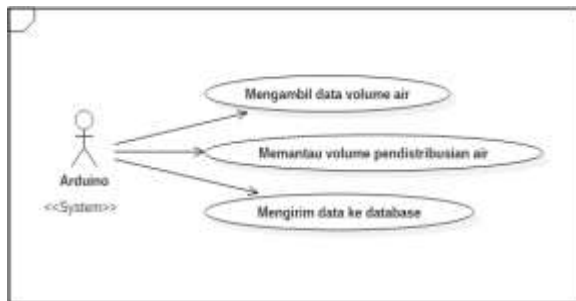 Mengambil data volume air
Memantau volume pendistribusian air
Arduino
<<System>>
Mengirim data ke database